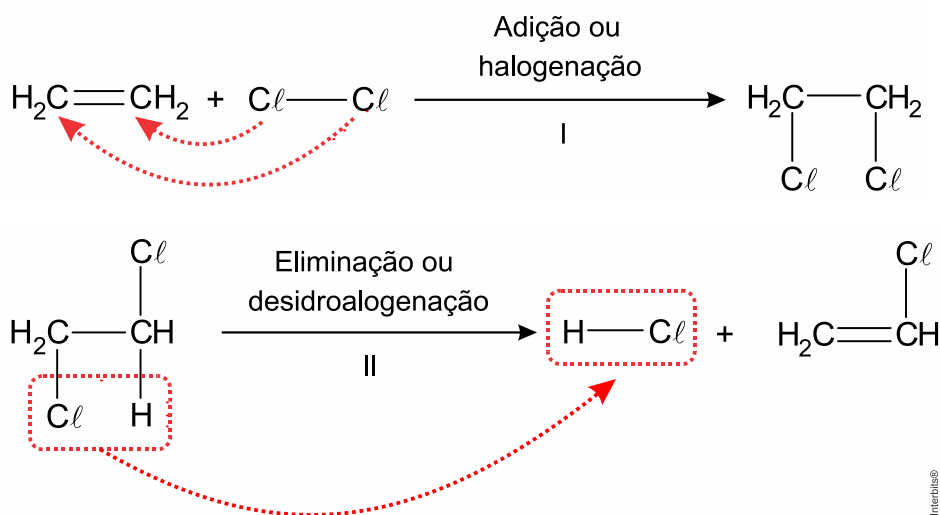 Adição ou
halogenação
H₂C=CH₂ + Cℓ—Cℓ H₂C—CH₂
I
Cℓ Cℓ
Cℓ Cℓ
Eliminação ou
desidroalogenação
H₂C—CH H—Cℓ + H₂C=CH
II
Cℓ H
Interbits®